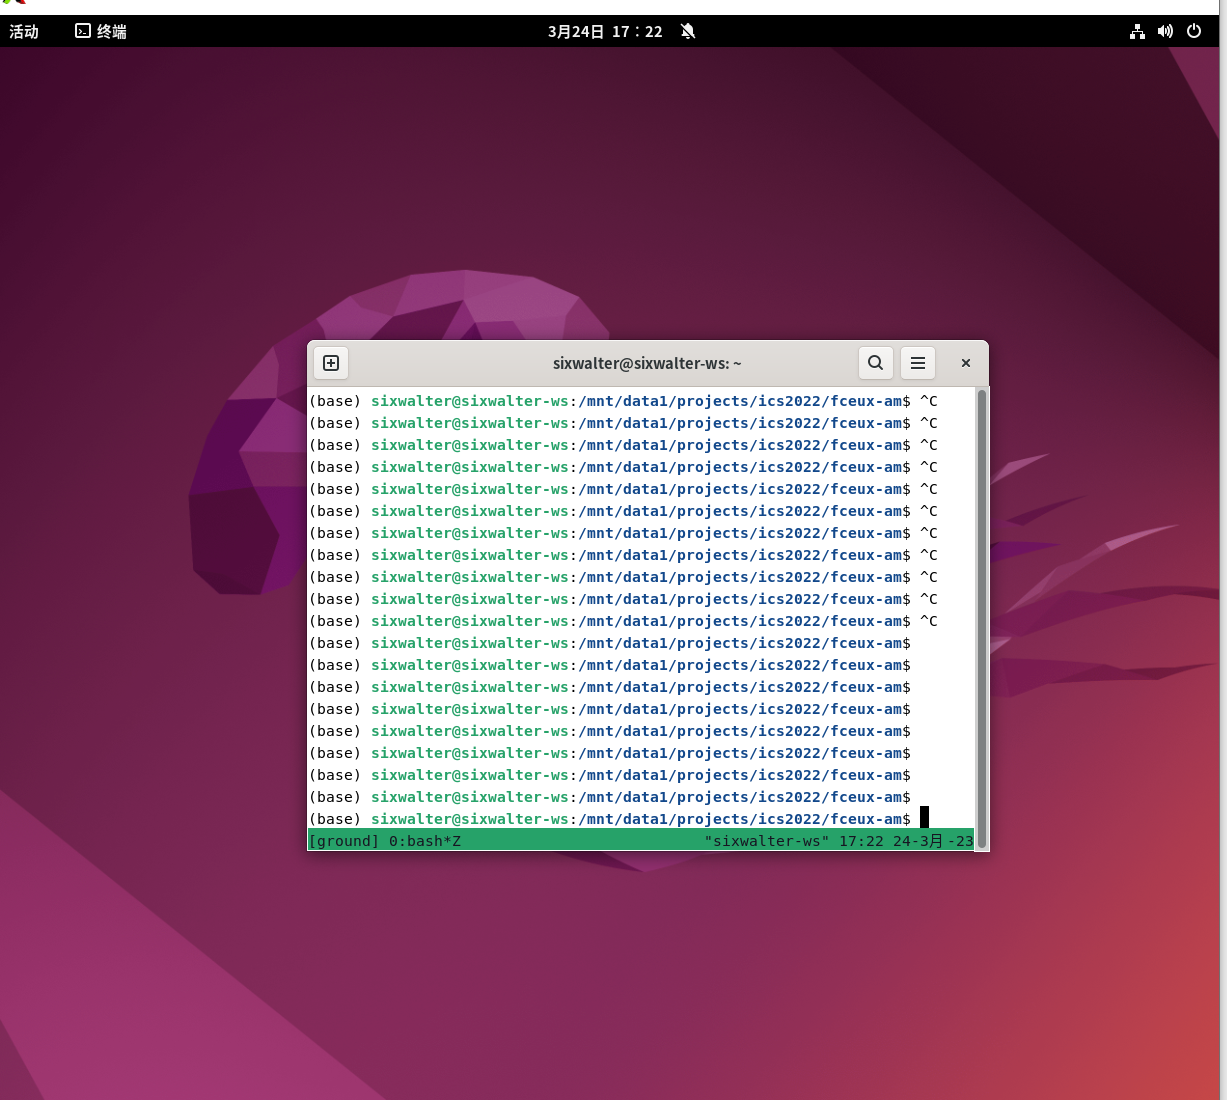 活动 终端 3月24日 17：22
sixwalter@sixwalter-ws: ~
(base) sixwalter@sixwalter-ws:/mnt/data1/projects/ics2022/fceux-am$ ^C
(base) sixwalter@sixwalter-ws:/mnt/data1/projects/ics2022/fceux-am$ ^C
(base) sixwalter@sixwalter-ws:/mnt/data1/projects/ics2022/fceux-am$ ^C
(base) sixwalter@sixwalter-ws:/mnt/data1/projects/ics2022/fceux-am$ ^C
(base) sixwalter@sixwalter-ws:/mnt/data1/projects/ics2022/fceux-am$ ^C
(base) sixwalter@sixwalter-ws:/mnt/data1/projects/ics2022/fceux-am$ ^C
(base) sixwalter@sixwalter-ws:/mnt/data1/projects/ics2022/fceux-am$ ^C
(base) sixwalter@sixwalter-ws:/mnt/data1/projects/ics2022/fceux-am$ ^C
(base) sixwalter@sixwalter-ws:/mnt/data1/projects/ics2022/fceux-am$ ^C
(base) sixwalter@sixwalter-ws:/mnt/data1/projects/ics2022/fceux-am$ ^C
(base) sixwalter@sixwalter-ws:/mnt/data1/projects/ics2022/fceux-am$ ^C
(base) sixwalter@sixwalter-ws:/mnt/data1/projects/ics2022/fceux-am$
(base) sixwalter@sixwalter-ws:/mnt/data1/projects/ics2022/fceux-am$
(base) sixwalter@sixwalter-ws:/mnt/data1/projects/ics2022/fceux-am$
(base) sixwalter@sixwalter-ws:/mnt/data1/projects/ics2022/fceux-am$
(base) sixwalter@sixwalter-ws:/mnt/data1/projects/ics2022/fceux-am$
(base) sixwalter@sixwalter-ws:/mnt/data1/projects/ics2022/fceux-am$
(base) sixwalter@sixwalter-ws:/mnt/data1/projects/ics2022/fceux-am$
(base) sixwalter@sixwalter-ws:/mnt/data1/projects/ics2022/fceux-am$
(base) sixwalter@sixwalter-ws:/mnt/data1/projects/ics2022/fceux-am$
[ground] 0:bash*Z "sixwalter-ws" 17:22 24-3月-23